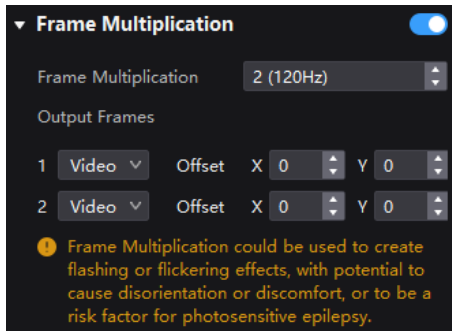 Frame Multiplication
Frame Multiplication 2 (120Hz)
Output Frames
1 Video Offset X 0 Y 0
2 Video Offset X 0 Y 0
Frame Multiplication could be used to create
flashing or flickering effects, with potential to
cause disorientation or discomfort, or to be a
risk factor for photosensitive epilepsy.